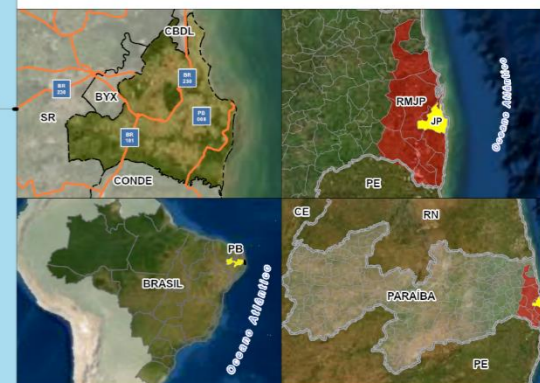 CBDL
BR
230
BR
230
BYX
PB
008
SR
BR
101
CONDE
RMJP
JP
Oceano Atlântico
PE
PB
BRASIL
Oceano Atlântico
CE
RN
PARAÍBA
PE